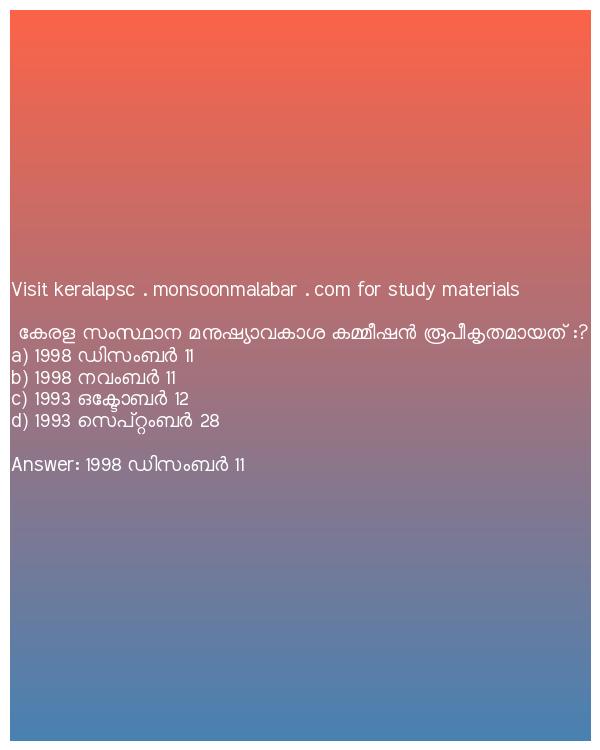 Visit keralapsc . monsoonmalabar . com for study materials
കേരള സംസ്ഥാന മനുഷ്യാവകാശ കമ്മീഷൻ രൂപീകൃതമായത് :?
a) 1998 ഡിസംബർ 11
b) 1998 നവംബർ 11
c) 1993 ഒക്ടോബർ 12
d) 1993 സെപ്റ്റംബർ 28
Answer: 1998 ഡിസംബർ 11